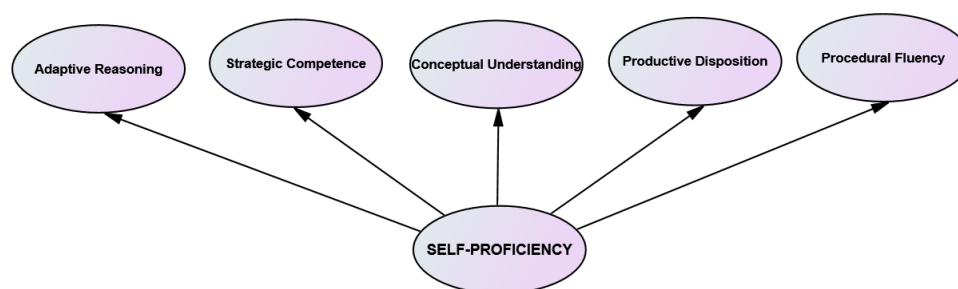 Adaptive Reasoning
Strategic Competence
Conceptual Understanding
Productive Disposition
Procedural Fluency
SELF-PROFICIENCY